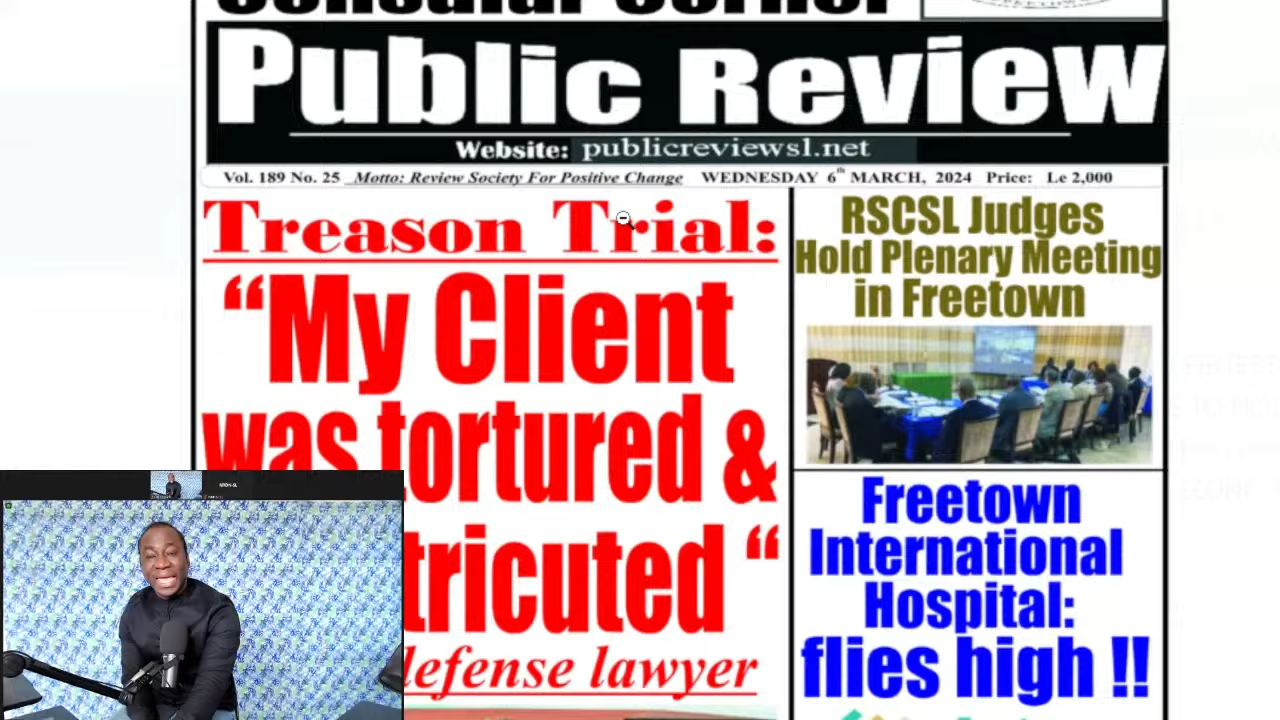 Consular Corner
Public Review
Website: publicreviewsl.net
Vol. 189 No. 25 Motto: Review Society For Positive Change WEDNESDAY 6th MARCH, 2024 Price: Le 2,000
Treason Trial:
“My Client
was tortured &
tricuted “
defense lawyer
RSCSL Judges
Hold Plenary Meeting
in Freetown
Freetown
International
Hospital:
flies high !!